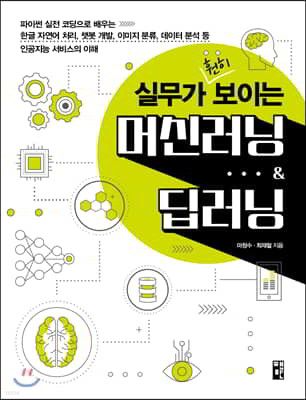 파이썬 실전 코딩으로 배우는
한글 자연어 처리, 챗봇 개발, 이미지 분류, 데이터 분석 등
인공지능 서비스의 이해
훤히
실무가 보이는
머신러닝
&
딥러닝
마창수 · 최재철 지음